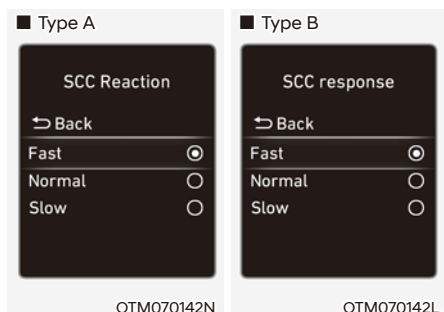 ■ Type A
SCC Reaction
Back
Fast
Normal
Slow
OTM070142N
■ Type B
SCC response
Back
Fast
Normal
Slow
OTM070142L